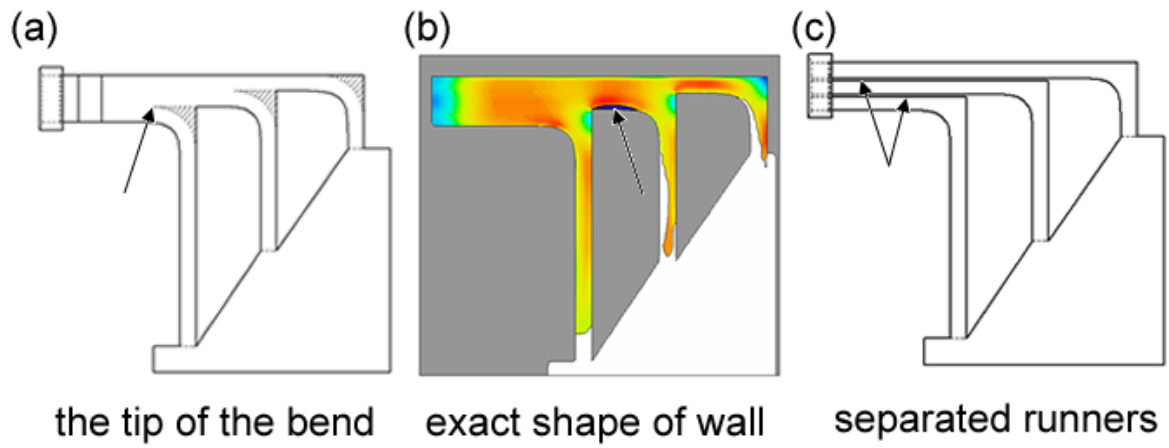 (a)
(b)
(c)
the tip of the bend
exact shape of wall
separated runners